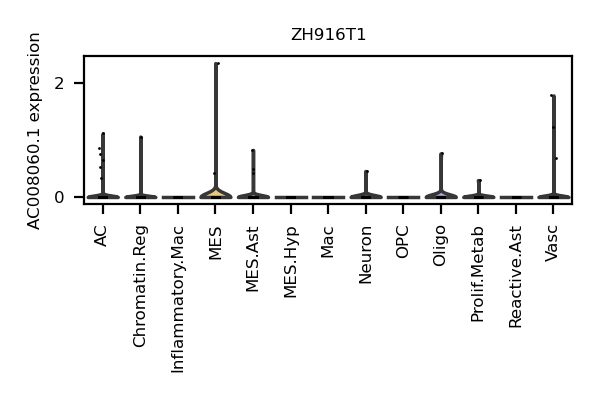 ZH916T1
AC008060.1 expression
2
0
AC
Chromatin.Reg
Inflammatory.Mac
MES
MES.Ast
MES.Hyp
Mac
Neuron
OPC
Oligo
Prolif.Metab
Reactive.Ast
Vasc